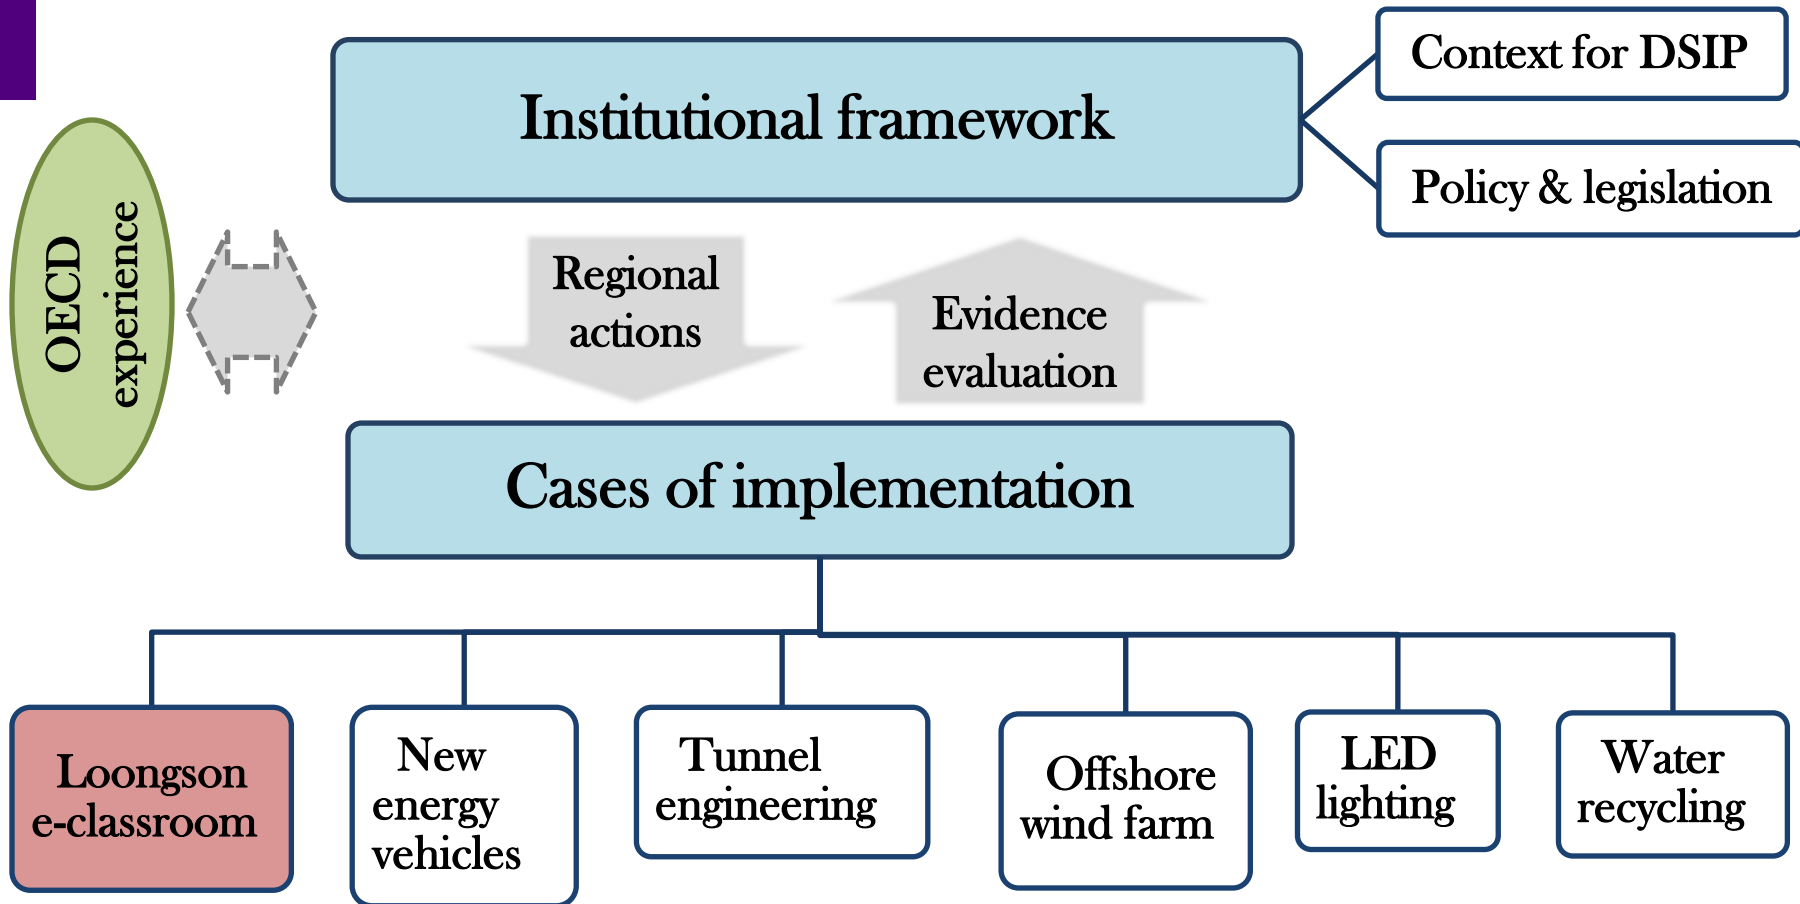 Institutional framework
Context for DSIP
Policy & legislation
OECD
experience
Regional
actions
Evidence
evaluation
Cases of implementation
Loongson
e-classroom
New
energy
vehicles
Tunnel
engineering
Offshore
wind farm
LED
lighting
Water
recycling